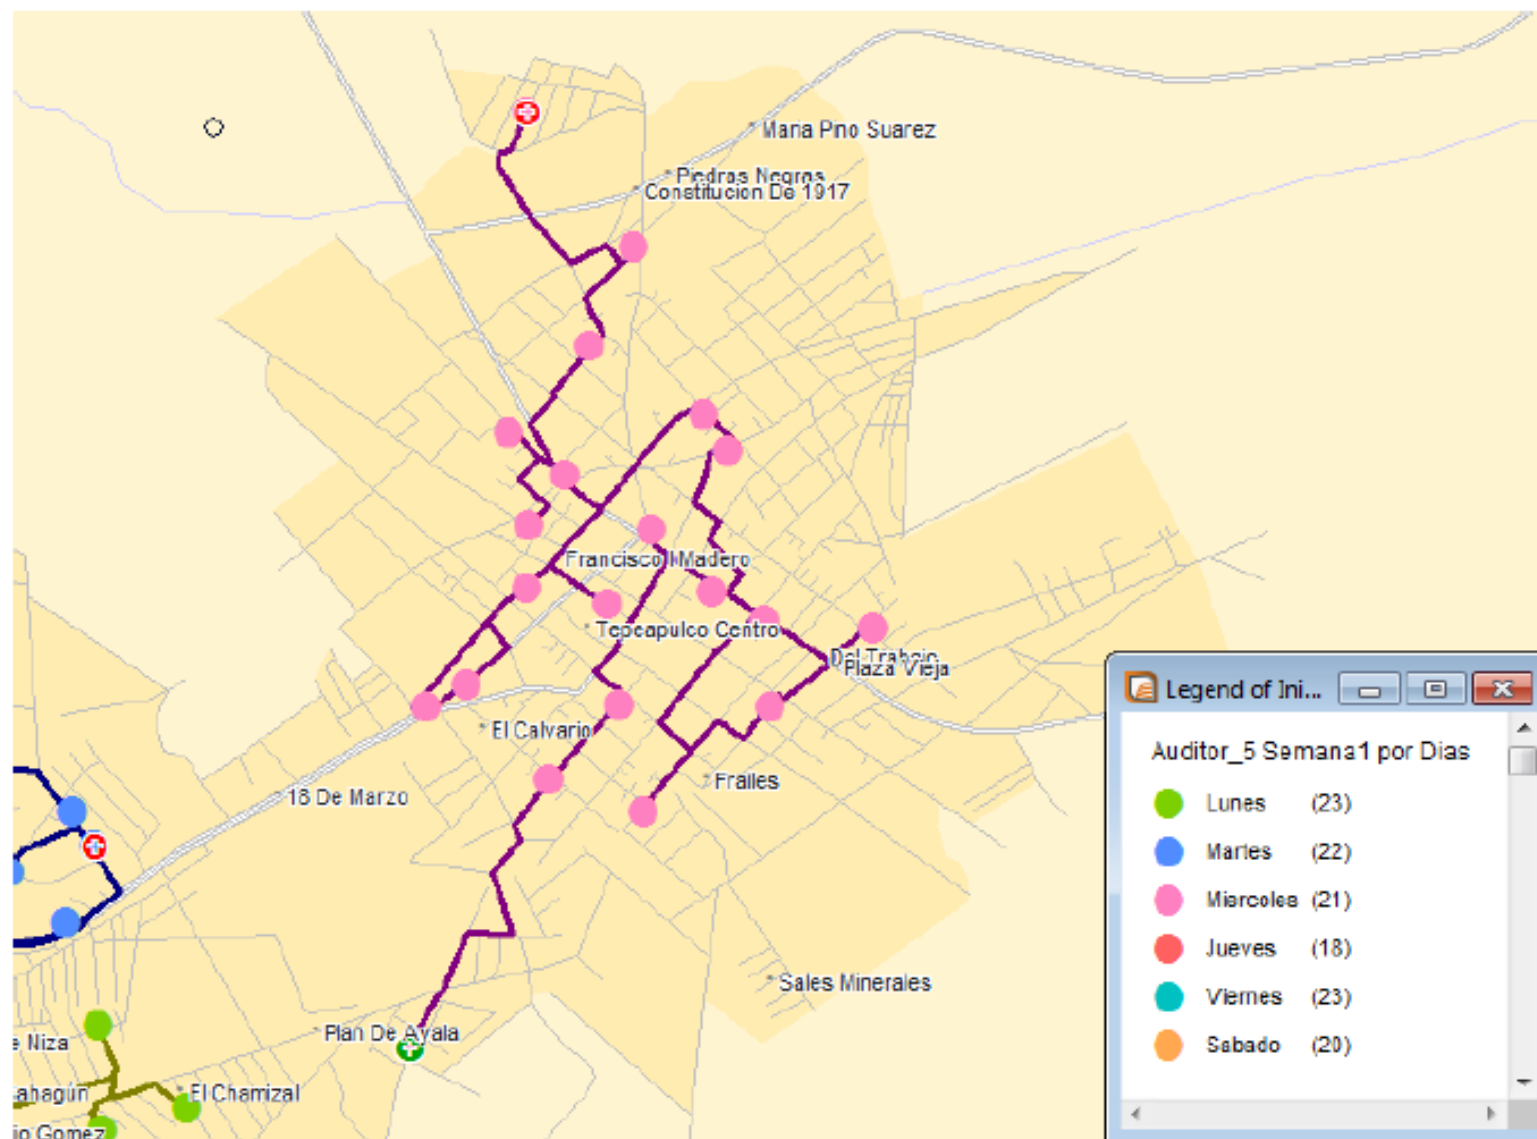 Maria Pino Suarez
Piedras Negras
Constitucion De 1917
Francisco I Madero
Tepeapulco Centro
Del Trabajo
Plaza Vieja
El Calvario
Frailes
18 De Marzo
Sales Minerales
Plan De Ayala
e Niza
ahagún
El Chamizal
io Gomez
Legend of Ini...
Auditor_5 Semana1 por Dias
Lunes (23)
Martes (22)
Miercoles (21)
Jueves (18)
Viernes (23)
Sabado (20)